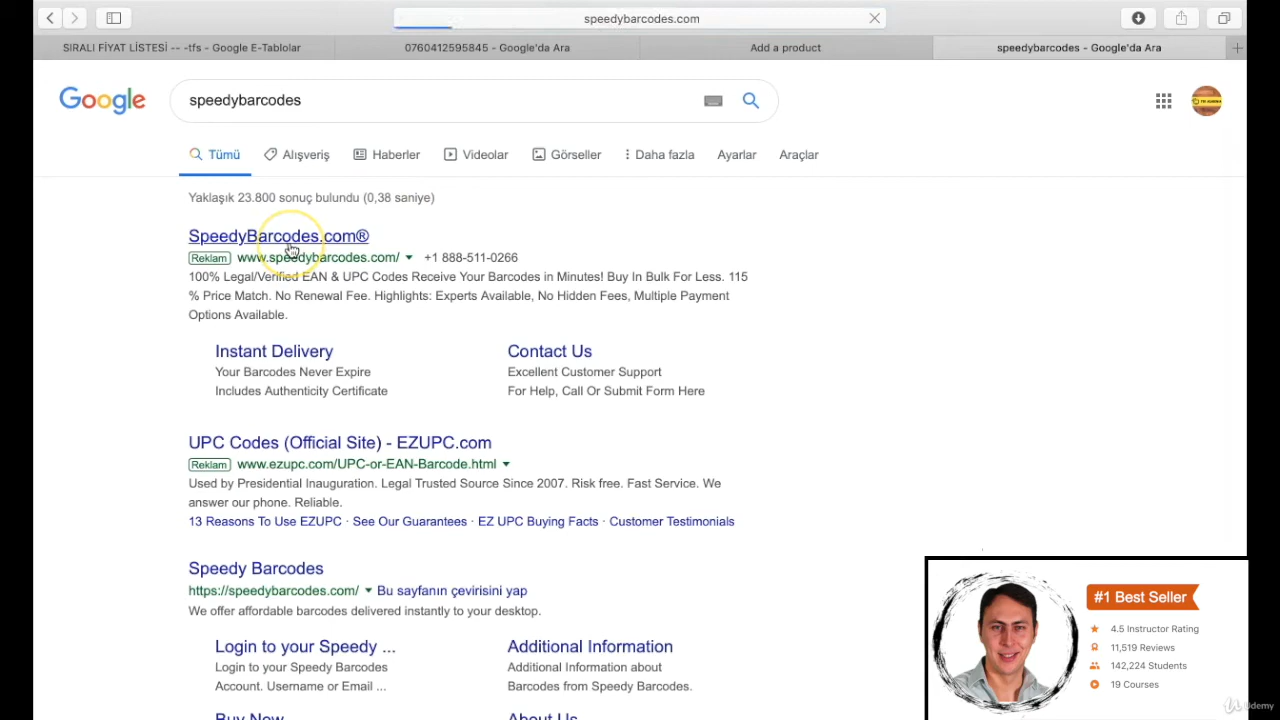 speedybarcodes.com
SIRALI FİYAT LİSTESİ -- -tfs - Google E-Tablolar
0760412595845 - Google'da Ara
Add a product
speedybarcodes - Google'da Ara
Google
speedybarcodes
Tümü
Alışveriş
Haberler
Videolar
Görseller
Daha fazla
Ayarlar
Araçlar
Yaklaşık 23.800 sonuç bulundu (0,38 saniye)
SpeedyBarcodes.com®
Reklam www.speedybarcodes.com/ +1 888-511-0266
100% Legal/Verified EAN & UPC Codes Receive Your Barcodes in Minutes! Buy In Bulk For Less. 115
% Price Match. No Renewal Fee. Highlights: Experts Available, No Hidden Fees, Multiple Payment
Options Available.
Instant Delivery
Your Barcodes Never Expire
Includes Authenticity Certificate
Contact Us
Excellent Customer Support
For Help, Call Or Submit Form Here
UPC Codes (Official Site) - EZUPC.com
Reklam www.ezupc.com/UPC-or-EAN-Barcode.html
Used by Presidential Inauguration. Legal Trusted Source Since 2007. Risk free. Fast Service. We
answer our phone. Reliable.
13 Reasons To Use EZUPC · See Our Guarantees · EZ UPC Buying Facts · Customer Testimonials
Speedy Barcodes
https://speedybarcodes.com/ Bu sayfanın çevirisini yap
We offer affordable barcodes delivered instantly to your desktop.
Login to your Speedy ...
Login to your Speedy Barcodes
Account. Username or Email ...
Additional Information
Additional Information about
Barcodes from Speedy Barcodes.
Buy Now
About Us
#1 Best Seller
4.5 Instructor Rating
11,519 Reviews
142,224 Students
19 Courses
Udemy